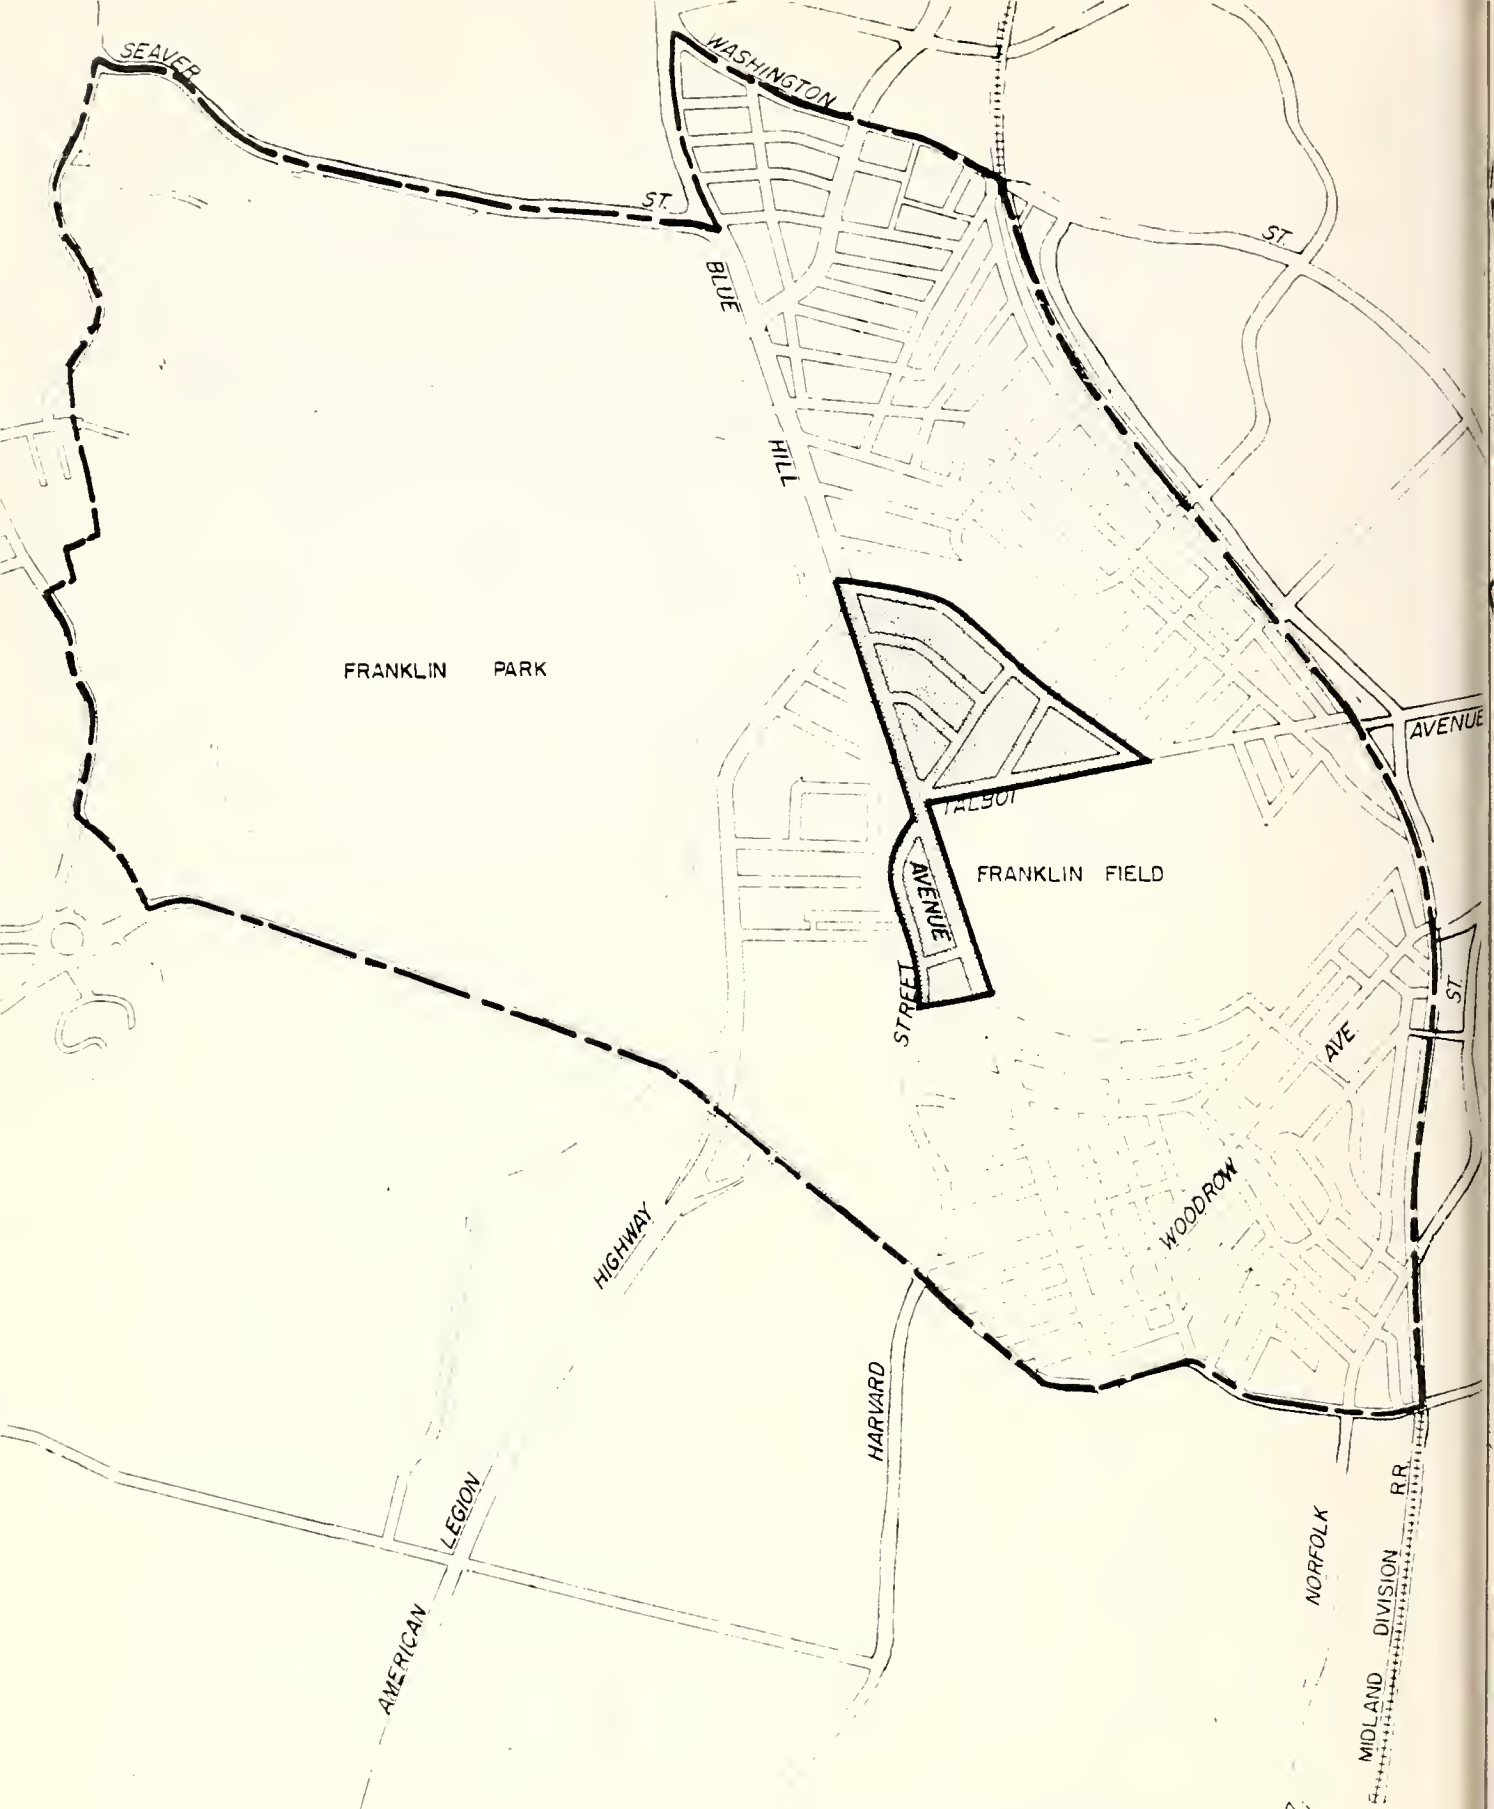 SEAVER
WASHINGTON
ST.
ST.
BLUE
HILL
FRANKLIN PARK
AVENUE
TALBOT
FRANKLIN FIELD
AVENUE
STREET
ST.
AVE.
WOODROW
HIGHWAY
HARVARD
LEGION
AMERICAN
NORFOLK
R.R.
DIVISION
MIDLAND